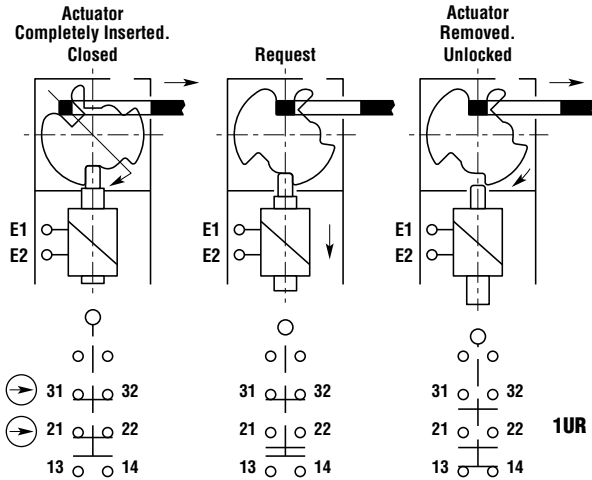 Actuator
Completely Inserted.
Closed
Request
Actuator
Removed.
Unlocked
E1
E2
E1
E2
E1
E2
31 32
21 22
13 14
31 32
21 22
13 14
31 32
21 22
13 14
1UR